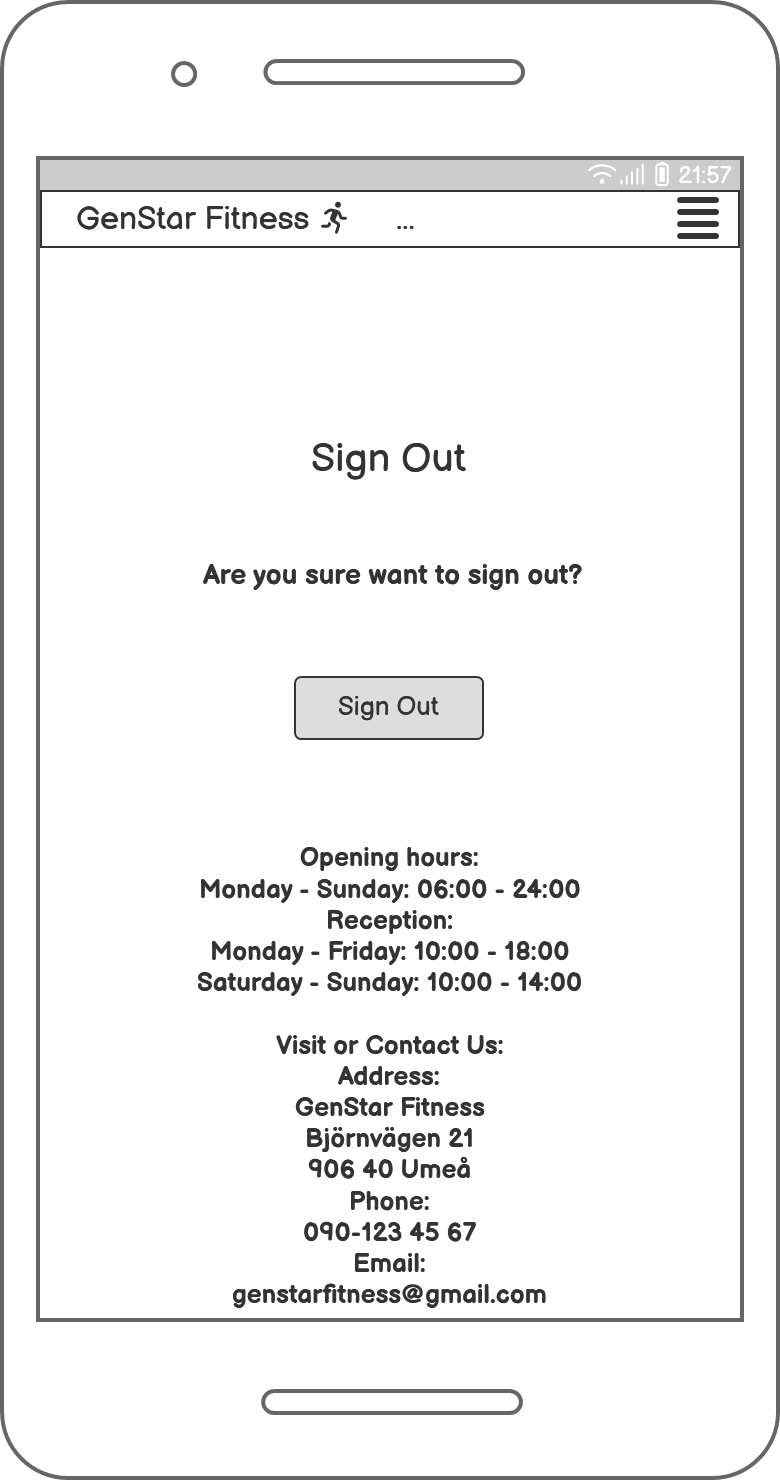 21:57
GenStar Fitness ...
Sign Out
Are you sure want to sign out?
Sign Out
Opening hours:
Monday - Sunday: 06:00 - 24:00
Reception:
Monday - Friday: 10:00 - 18:00
Saturday - Sunday: 10:00 - 14:00
Visit or Contact Us:
Address:
GenStar Fitness
Björnvägen 21
906 40 Umeå
Phone:
090-123 45 67
Email:
genstarfitness@gmail.com